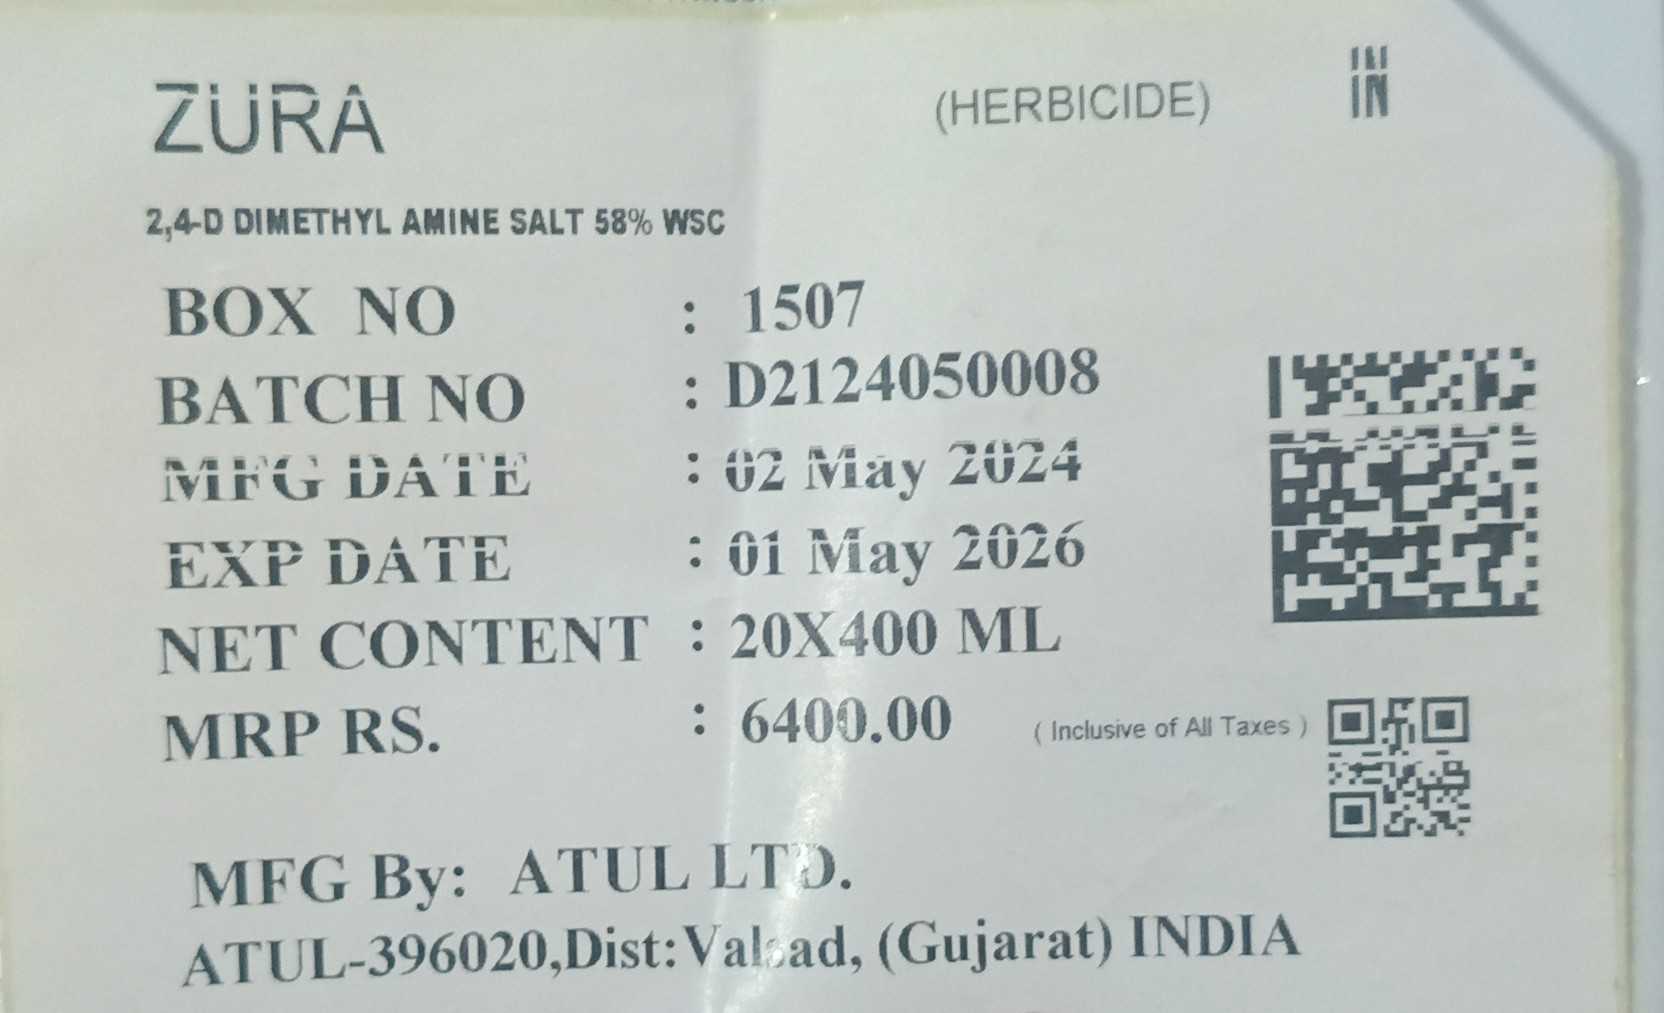 ZURA
(HERBICIDE)
IN
2,4-D DIMETHYL AMINE SALT 58% WSC
BOX NO : 1507
BATCH NO : D2124050008
MFG DATE : 02 May 2024
EXP DATE : 01 May 2026
NET CONTENT : 20X400 ML
MRP RS. : 6400.00 ( Inclusive of All Taxes )
MFG By: ATUL LTD.
ATUL-396020,Dist:Valsad, (Gujarat) INDIA